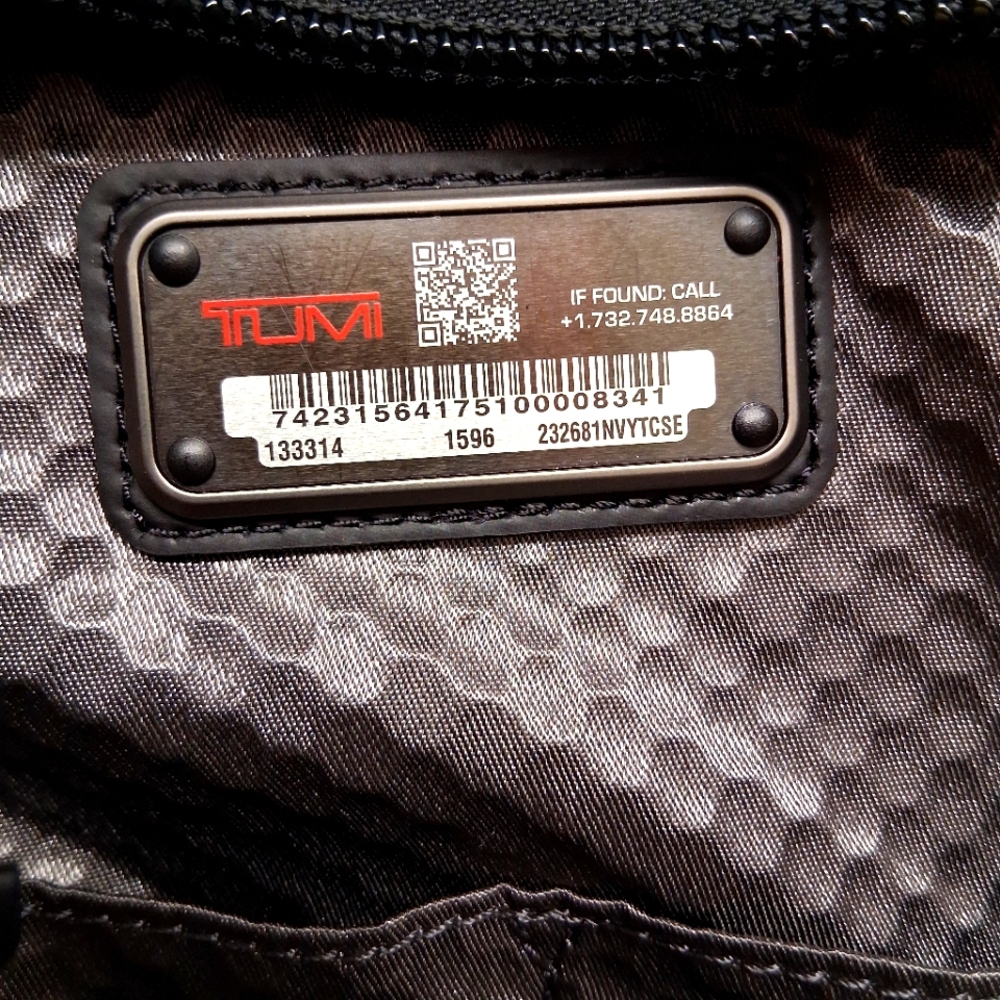 TUMI
IF FOUND: CALL
+1.732.748.8864
74231564175100008341
133314 1596 232681NVYTCSE